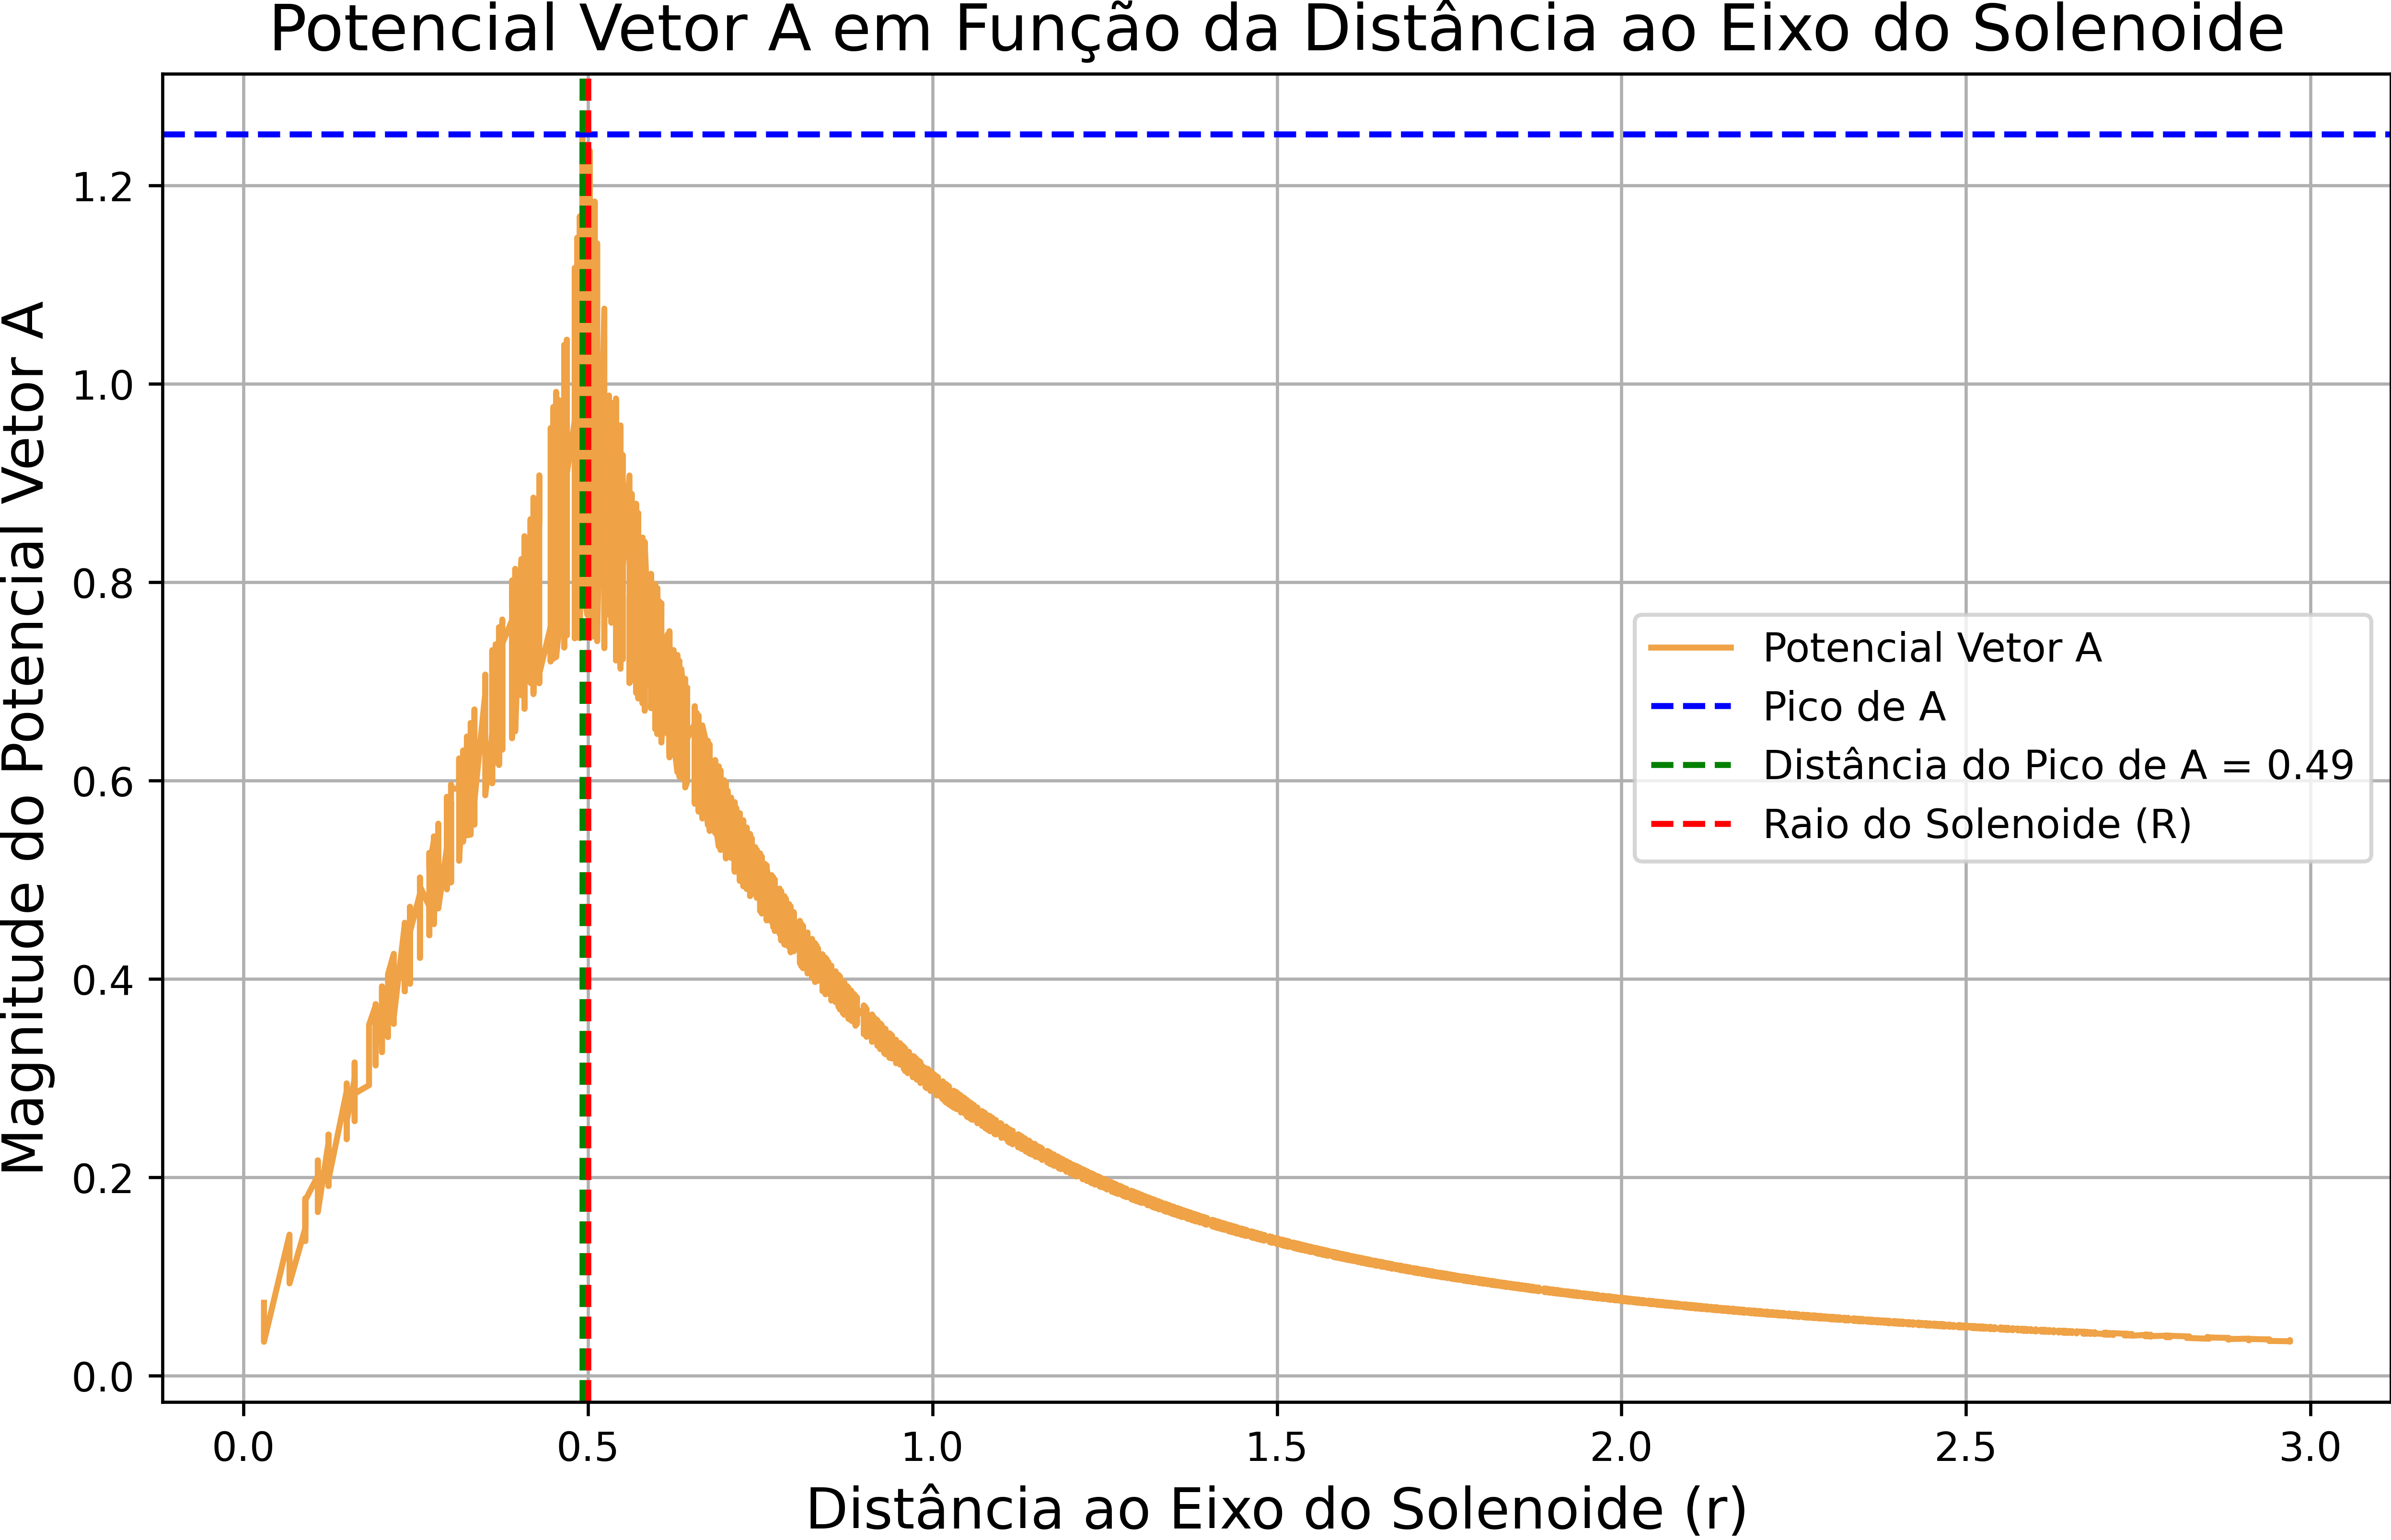 Potencial Vetor A em Função da Distância ao Eixo do Solenoide
Magnitude do Potencial Vetor A
1.2
1.0
0.8
0.6
0.4
0.2
0.0
Potencial Vetor A
Pico de A
Distância do Pico de A = 0.49
Raio do Solenoide (R)
0.0 0.5 1.0 1.5 2.0 2.5 3.0
Distância ao Eixo do Solenoide (r)